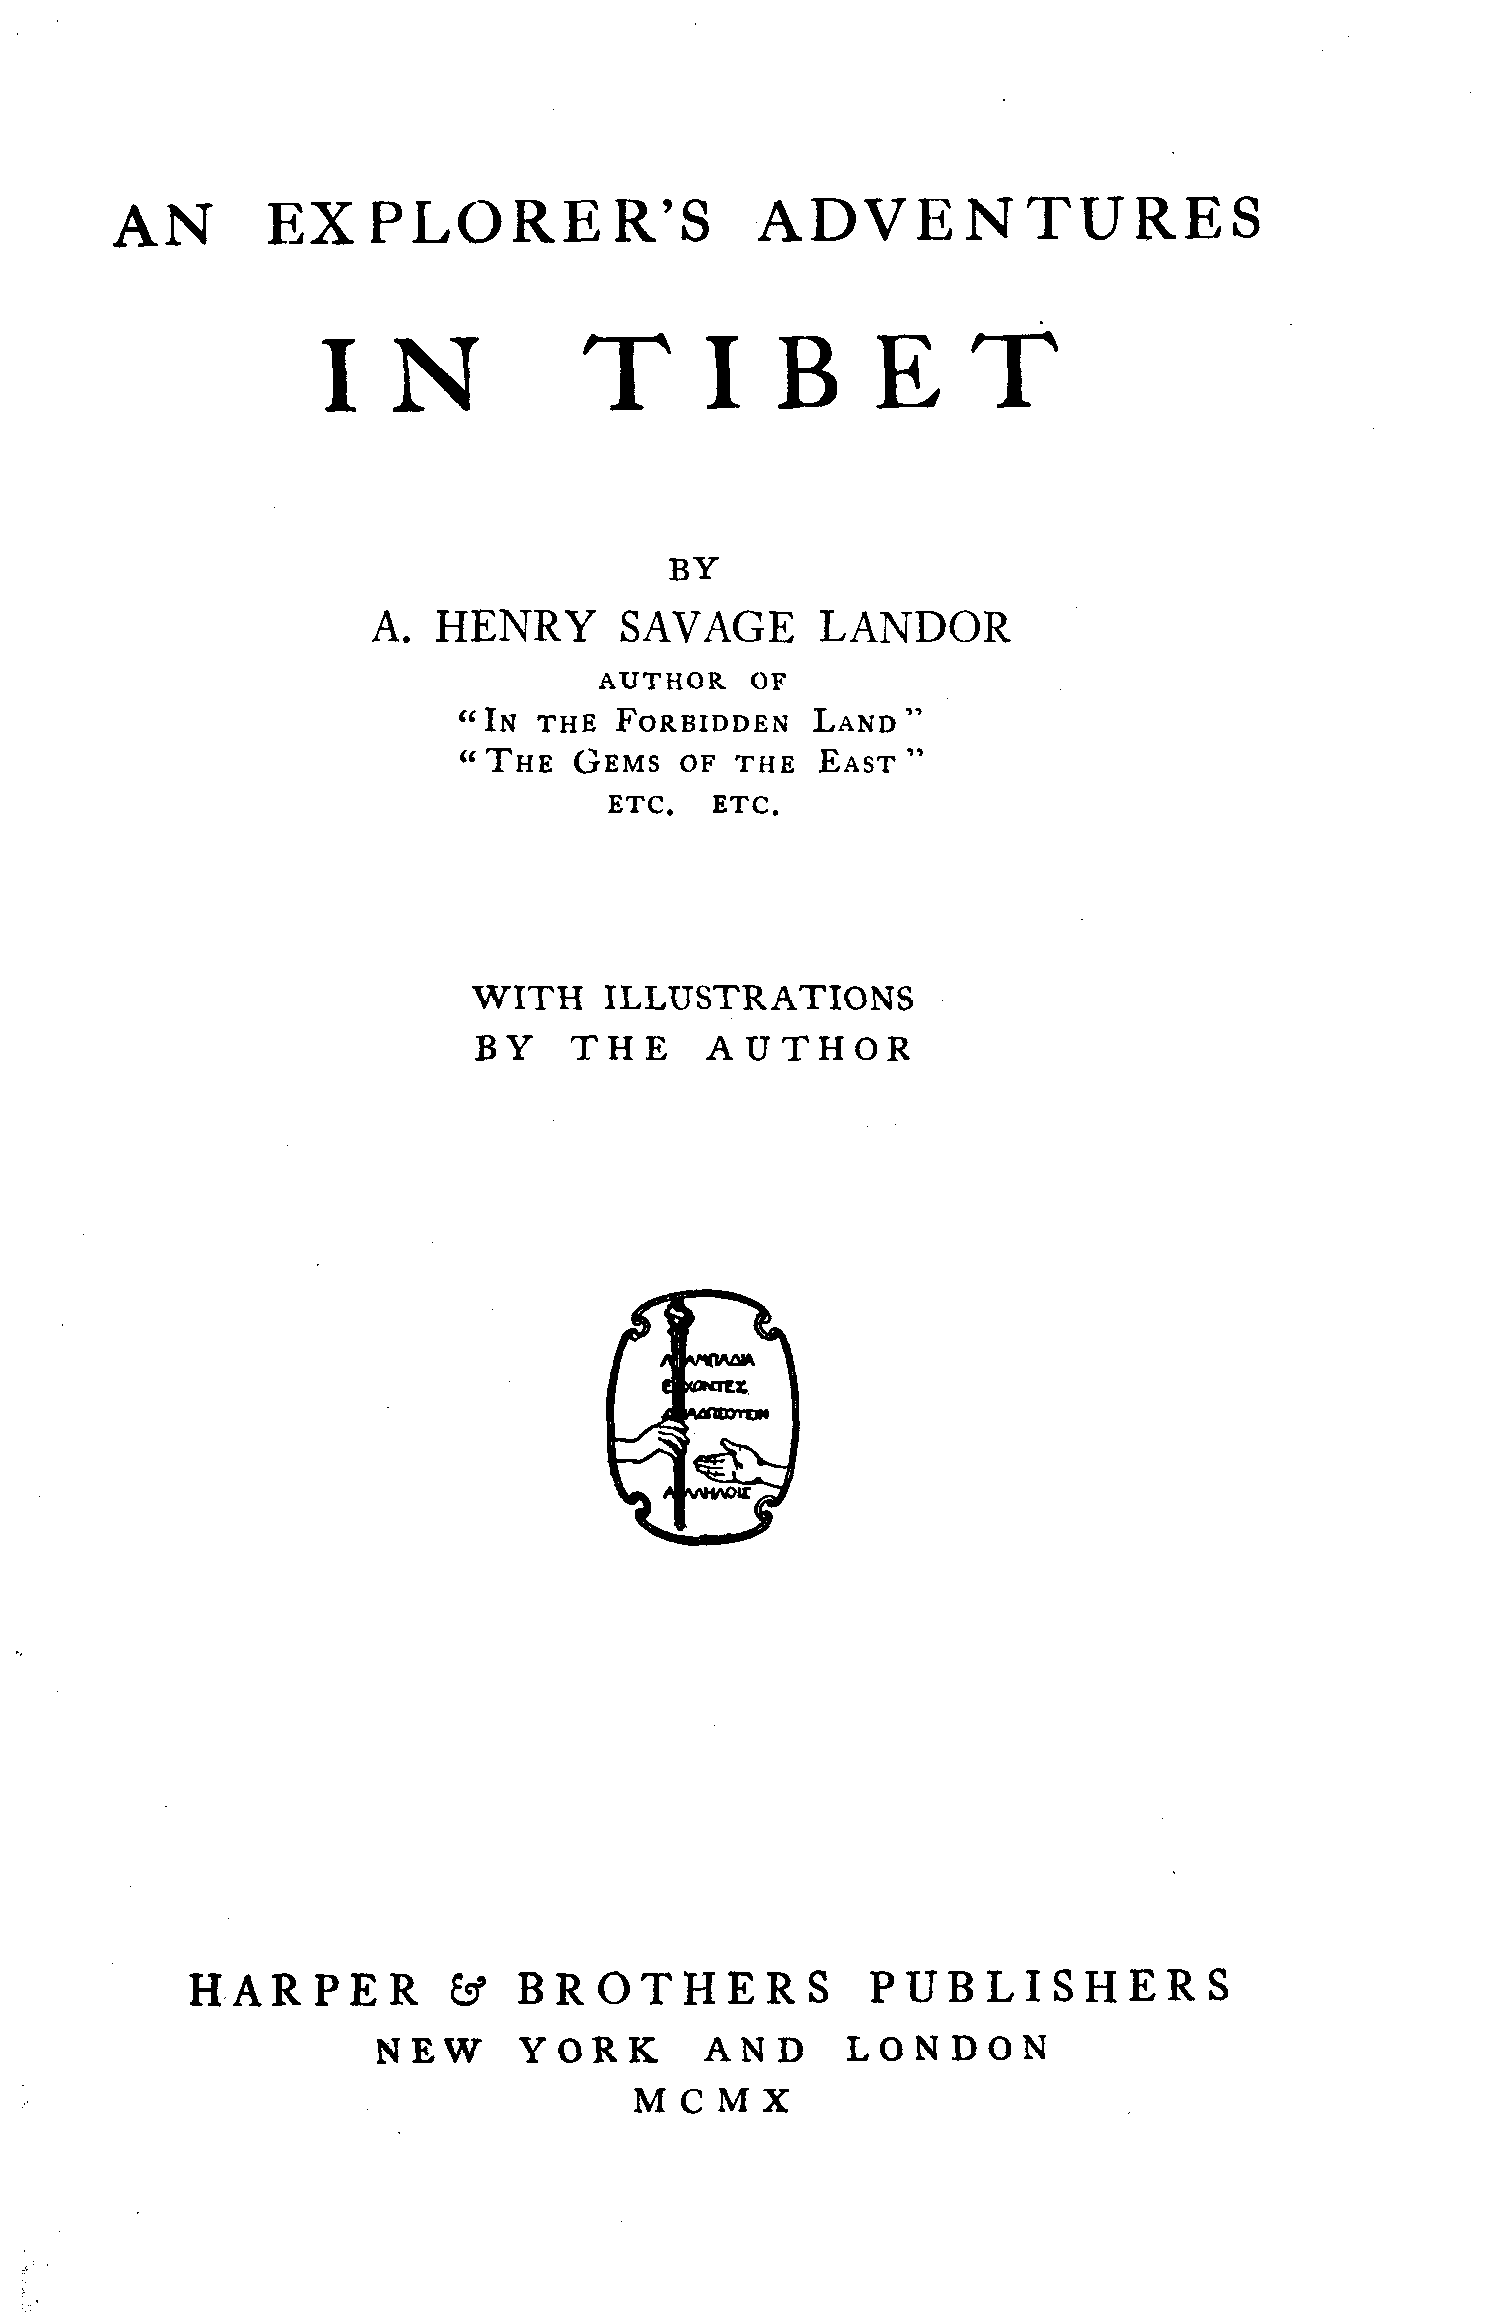 AN EXPLORER'S ADVENTURES
IN TIBET
BY
A. HENRY SAVAGE LANDOR
AUTHOR OF
“IN THE FORBIDDEN LAND”
“THE GEMS OF THE EAST”
ETC. ETC.
WITH ILLUSTRATIONS
BY THE AUTHOR
HARPER & BROTHERS PUBLISHERS
NEW YORK AND LONDON
MCMX